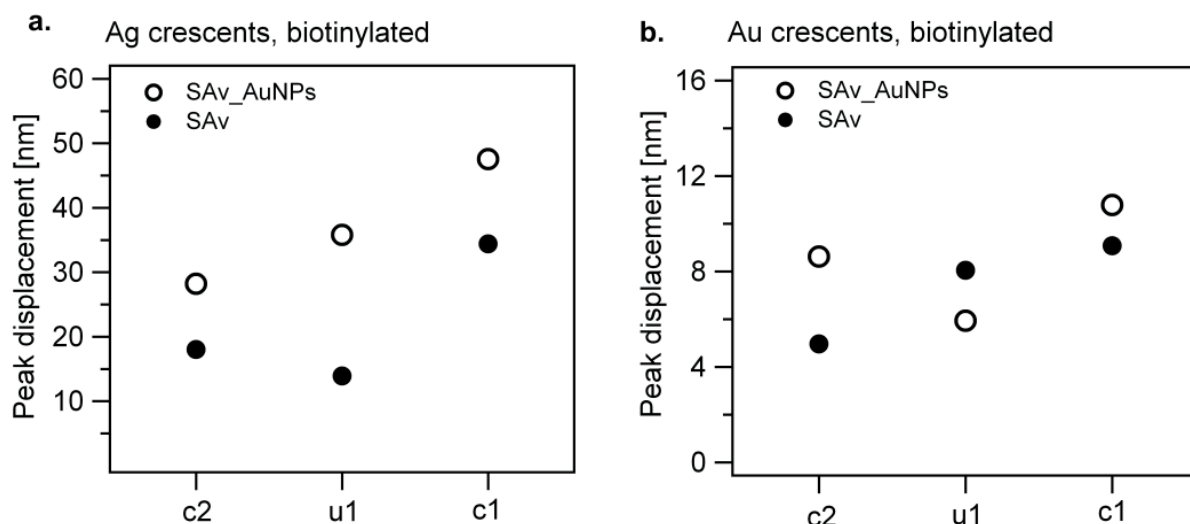 a. Ag crescents, biotinylated
SAv_AuNPs
SAv
Peak displacement [nm]
60
50
40
30
20
10
c2 u1 c1
b. Au crescents, biotinylated
SAv_AuNPs
SAv
Peak displacement [nm]
16
12
8
4
0
c2 u1 c1